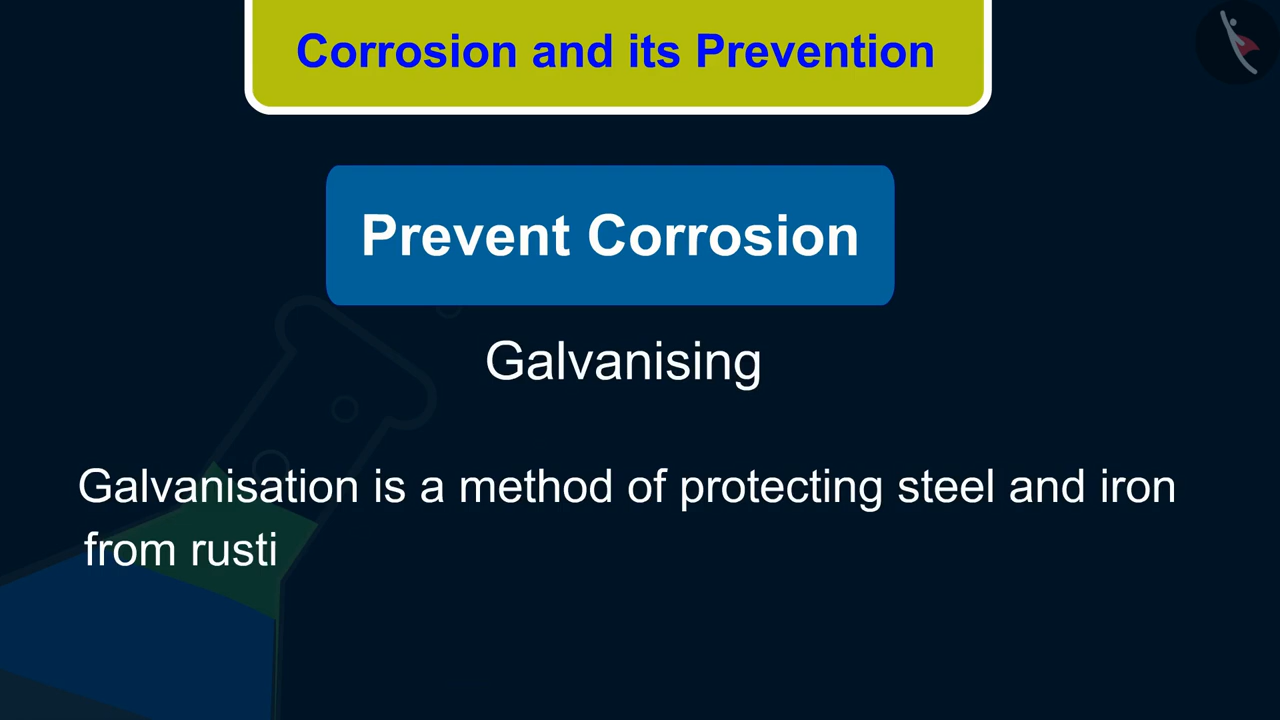 Corrosion and its Prevention
Prevent Corrosion
Galvanising
Galvanisation is a method of protecting steel and iron
from rusti